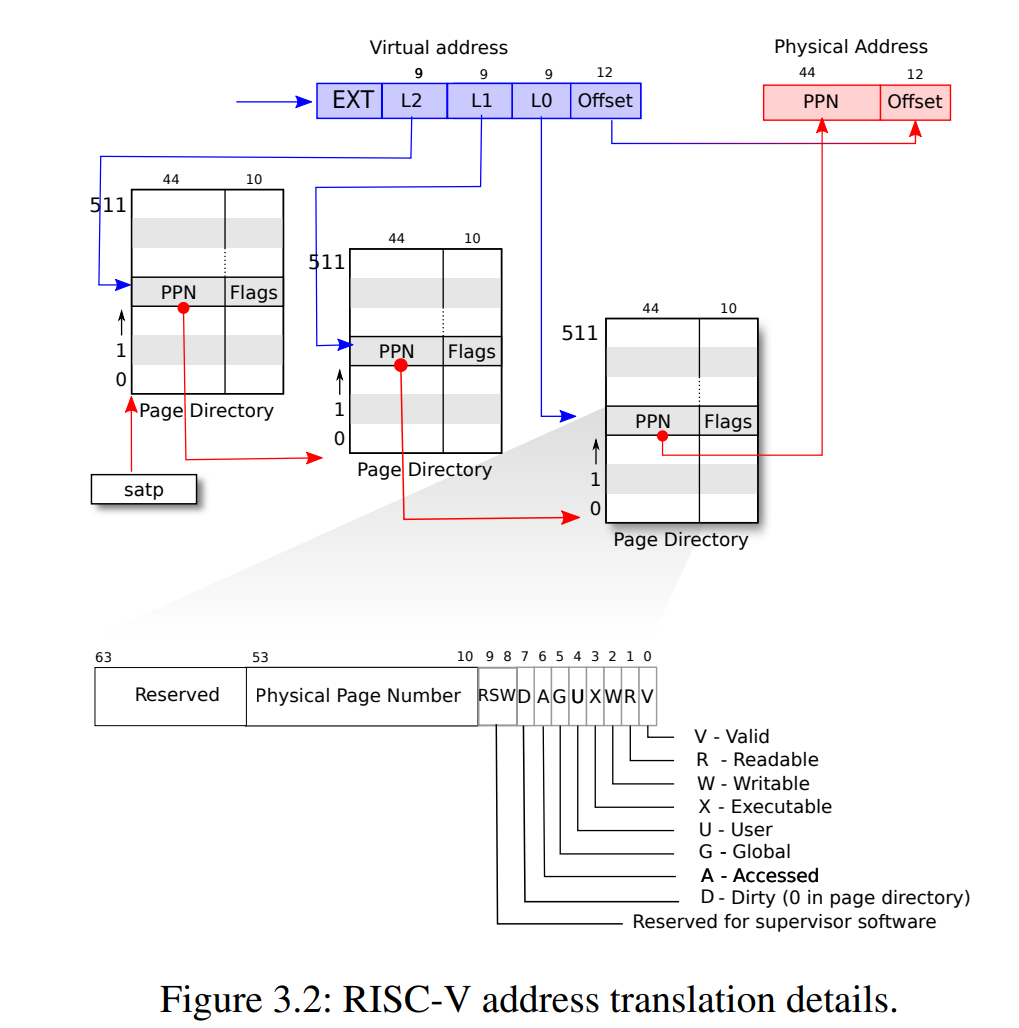 Virtual address
Physical Address
9 9 9 12
44 12
EXT L2 L1 L0 Offset
PPN Offset
44 10
511
PPN Flags
1
0
Page Directory
satp
44 10
511
PPN Flags
1
0
Page Directory
44 10
511
PPN Flags
1
0
Page Directory
63 53 10 9 8 7 6 5 4 3 2 1 0
Reserved Physical Page Number RSW D A G U X W R V
V - Valid
R - Readable
W - Writable
X - Executable
U - User
G - Global
A - Accessed
D - Dirty (0 in page directory)
Reserved for supervisor software
Figure 3.2: RISC-V address translation details.